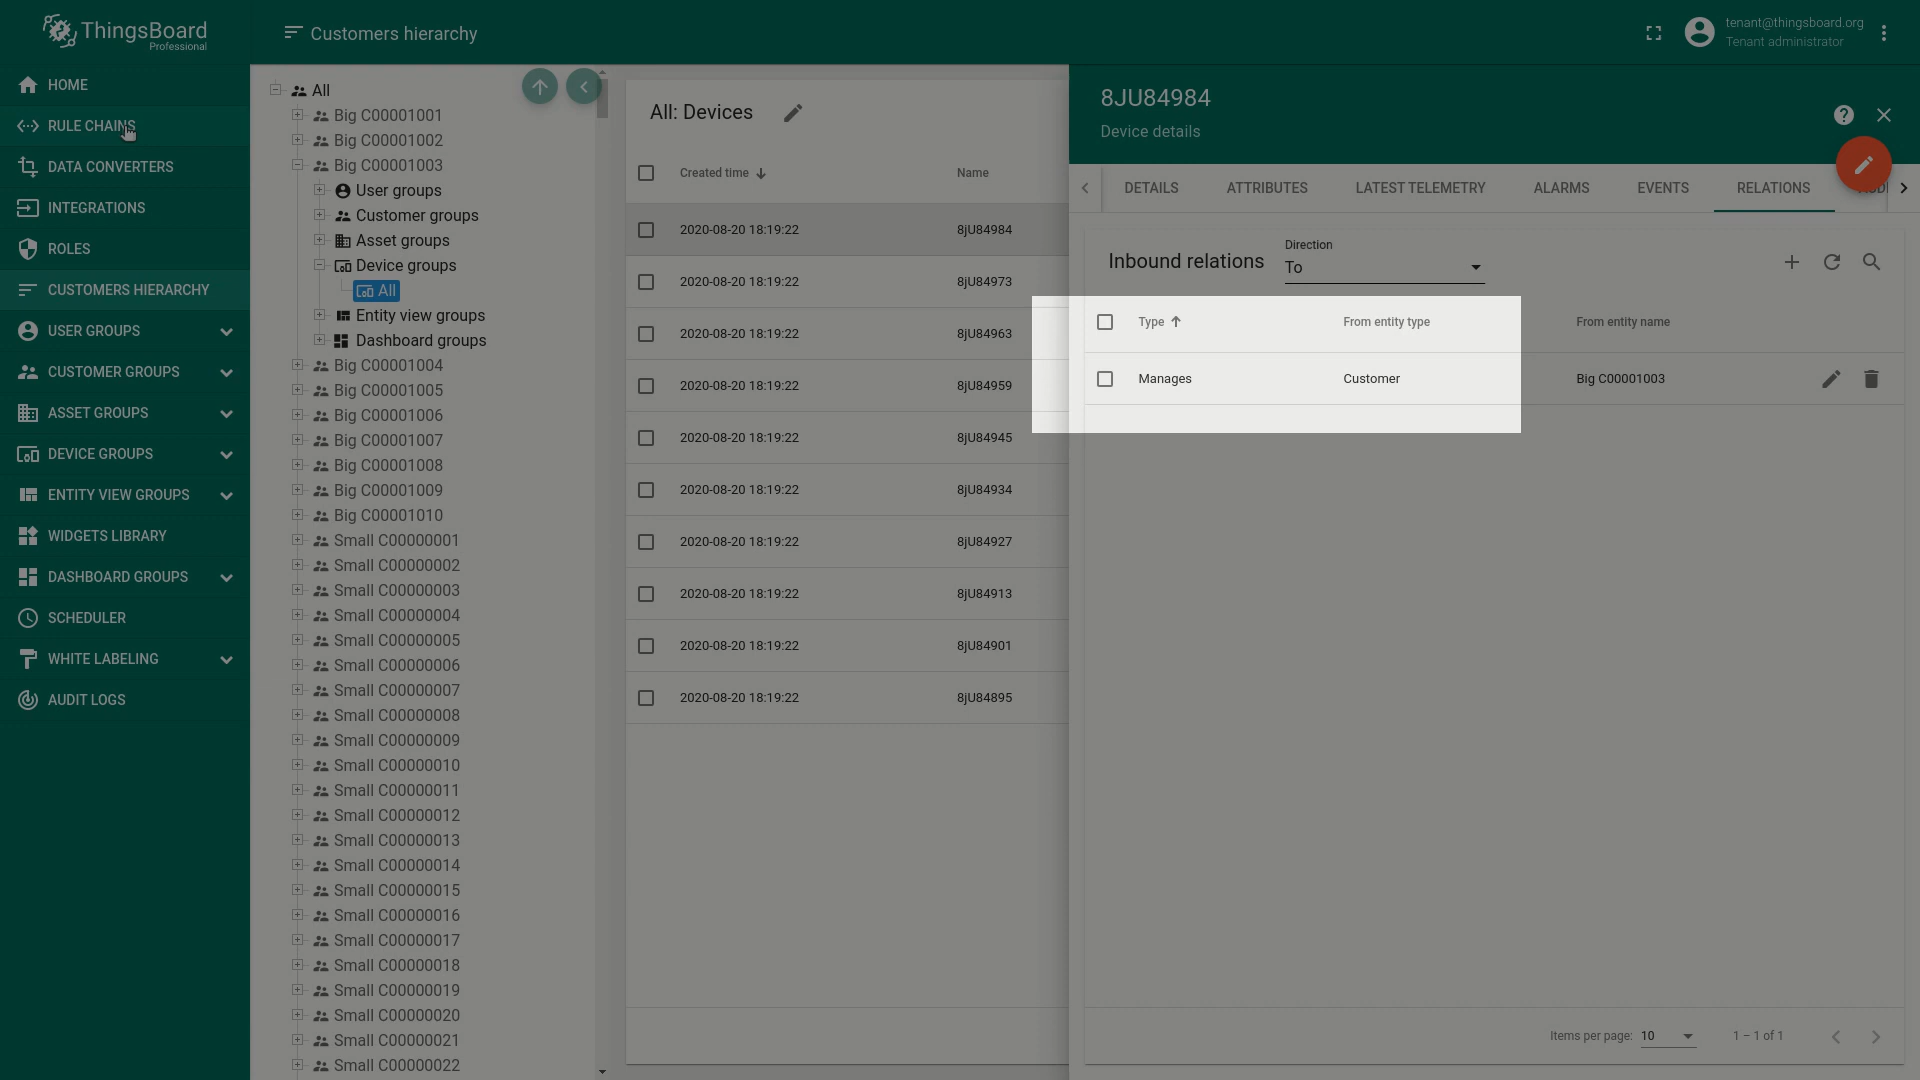 ThingsBoard
Professional
Customers hierarchy
tenant@thingsboard.org
Tenant administrator
HOME
RULE CHAINS
DATA CONVERTERS
INTEGRATIONS
ROLES
CUSTOMERS HIERARCHY
USER GROUPS
CUSTOMER GROUPS
ASSET GROUPS
DEVICE GROUPS
ENTITY VIEW GROUPS
WIDGETS LIBRARY
DASHBOARD GROUPS
SCHEDULER
WHITE LABELING
AUDIT LOGS
All
Big C00001001
Big C00001002
Big C00001003
User groups
Customer groups
Asset groups
Device groups
All
Entity view groups
Dashboard groups
Big C00001004
Big C00001005
Big C00001006
Big C00001007
Big C00001008
Big C00001009
Big C00001010
Small C00000001
Small C00000002
Small C00000003
Small C00000004
Small C00000005
Small C00000006
Small C00000007
Small C00000008
Small C00000009
Small C00000010
Small C00000011
Small C00000012
Small C00000013
Small C00000014
Small C00000015
Small C00000016
Small C00000017
Small C00000018
Small C00000019
Small C00000020
Small C00000021
Small C00000022
All: Devices
Created time Name
2020-08-20 18:19:22 8jU84984
2020-08-20 18:19:22 8jU84973
2020-08-20 18:19:22 8jU84963
2020-08-20 18:19:22 8jU84959
2020-08-20 18:19:22 8jU84945
2020-08-20 18:19:22 8jU84934
2020-08-20 18:19:22 8jU84927
2020-08-20 18:19:22 8jU84913
2020-08-20 18:19:22 8jU84901
2020-08-20 18:19:22 8jU84895
8JU84984
Device details
DETAILS ATTRIBUTES LATEST TELEMETRY ALARMS EVENTS RELATIONS
Direction
Inbound relations To
Type From entity type From entity name
Manages Customer Big C00001003
Items per page: 10 1 – 1 of 1